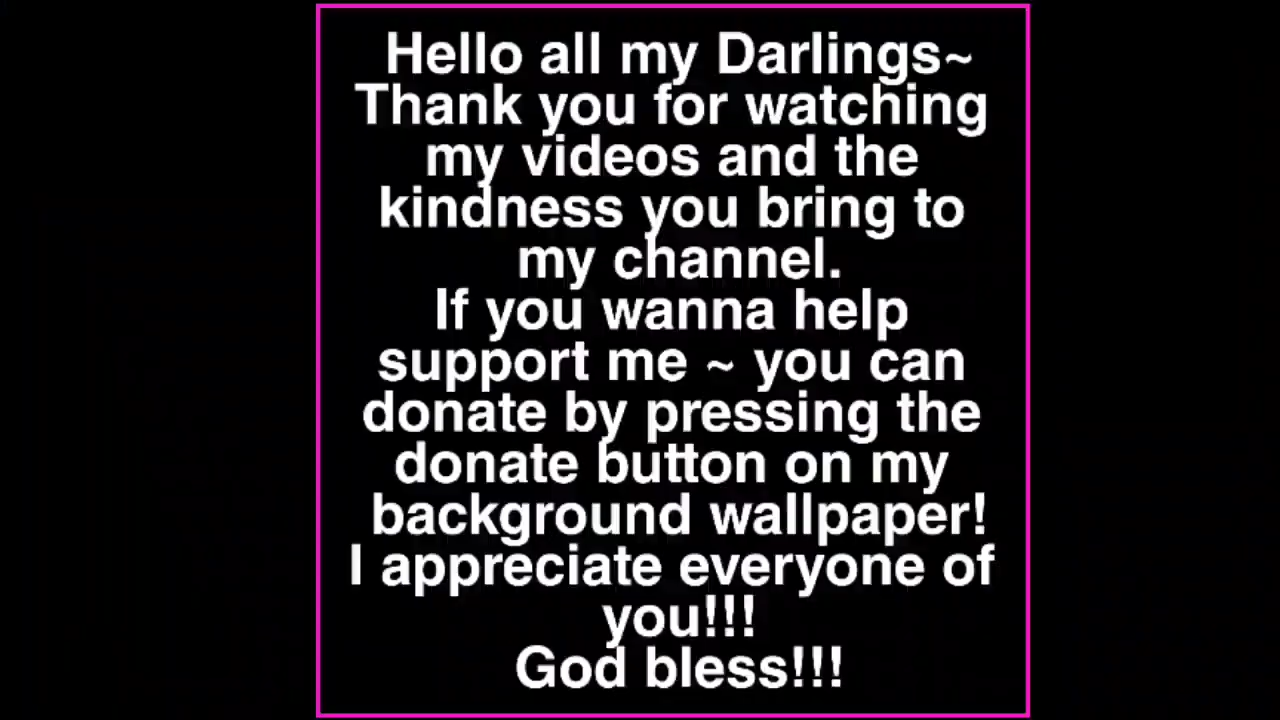 Hello all my Darlings~
Thank you for watching
my videos and the
kindness you bring to
my channel.
If you wanna help
support me ~ you can
donate by pressing the
donate button on my
background wallpaper!
I appreciate everyone of
you!!!
God bless!!!